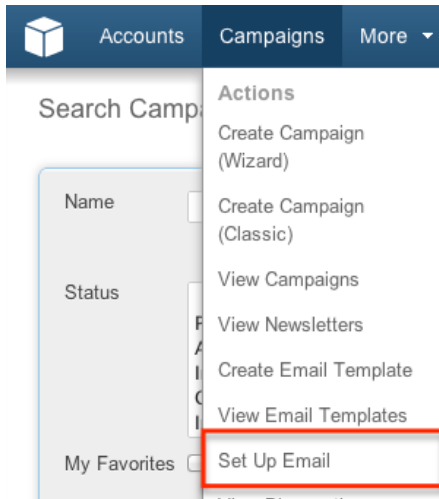 Accounts Campaigns More
Actions
Search Camp
Create Campaign
(Wizard)
Name
Create Campaign
(Classic)
View Campaigns
Status
View Newsletters
Create Email Template
View Email Templates
My Favorites
Set Up Email